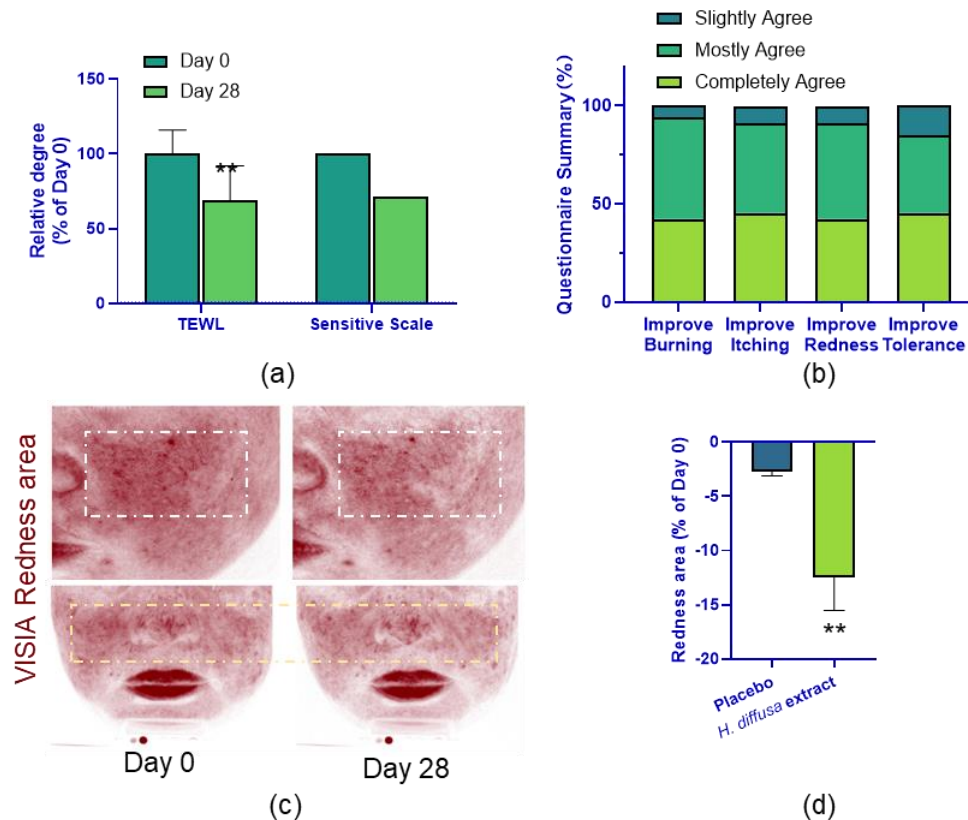 Day 0
Day 28
Relative degree
(% of Day 0)
150
100
50
0
**
TEWL
Sensitive Scale
(a)
Slightly Agree
Mostly Agree
Completely Agree
Questionnaire Summary (%)
100
50
0
Improve
Burning
Improve
Itching
Improve
Redness
Improve
Tolerance
(b)
VISIA Redness area
Day 0
Day 28
(c)
Redness area (% of Day 0)
0
-5
-10
-15
-20
**
Placebo
H. diffusa extract
(d)